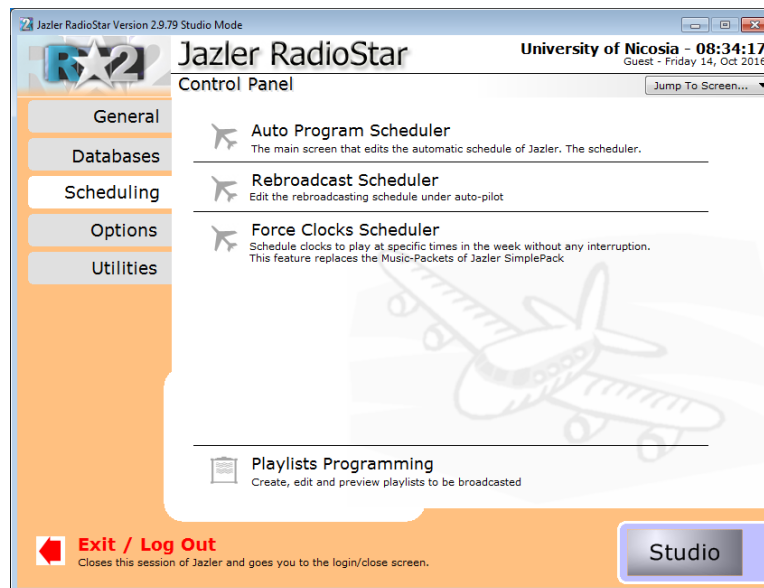 Jazler RadioStar Version 2.9.79 Studio Mode
R 2
Jazler RadioStar
University of Nicosia - 08:34:17
Guest - Friday 14, Oct 2016
Control Panel
Jump To Screen...
General
Databases
Scheduling
Options
Utilities
Auto Program Scheduler
The main screen that edits the automatic schedule of Jazler. The scheduler.
Rebroadcast Scheduler
Edit the rebroadcasting schedule under auto-pilot
Force Clocks Scheduler
Schedule clocks to play at specific times in the week without any interruption.
This feature replaces the Music-Packets of Jazler SimplePack
Playlists Programming
Create, edit and preview playlists to be broadcasted
Exit / Log Out
Closes this session of Jazler and goes you to the login/close screen.
Studio